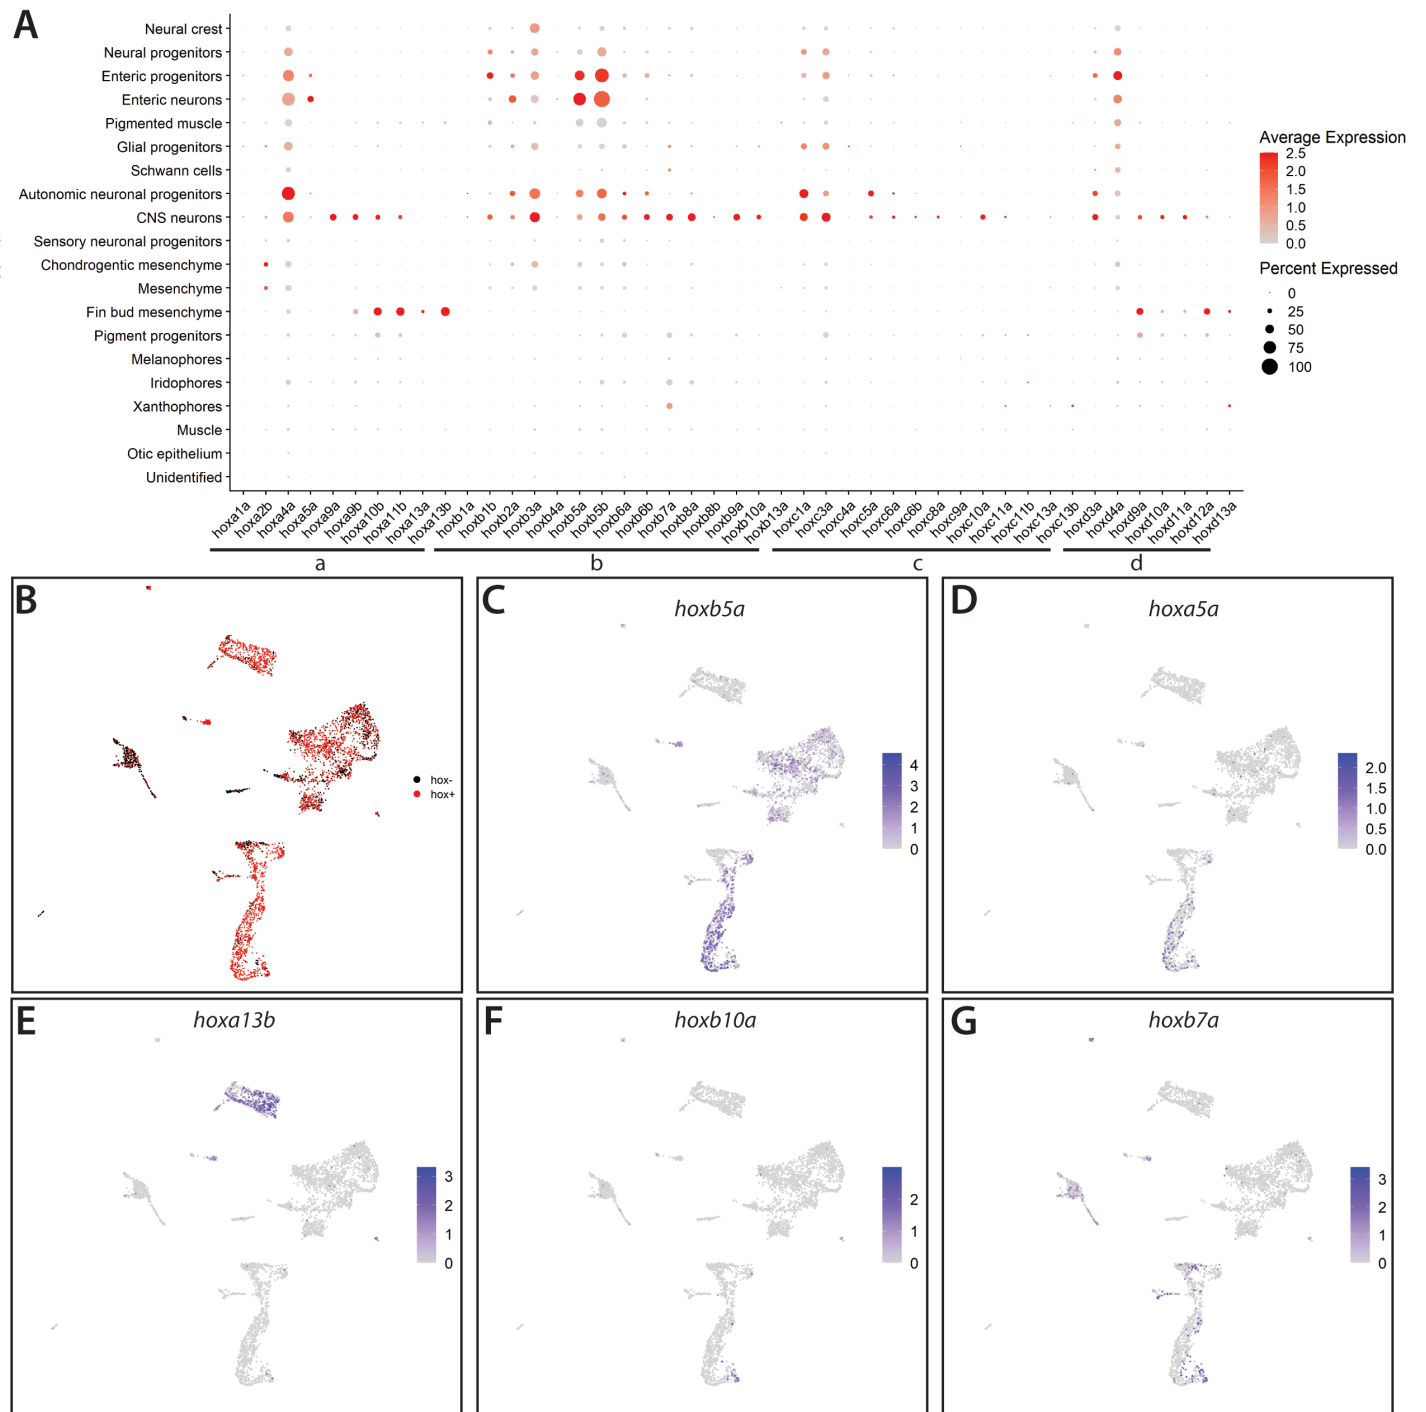 A
Neural crest
Neural progenitors
Enteric progenitors
Enteric neurons
Pigmented muscle
Glial progenitors
Schwann cells
Autonomic neuronal progenitors
CNS neurons
Sensory neuronal progenitors
Chondrogentic mesenchyme
Mesenchyme
Fin bud mesenchyme
Pigment progenitors
Melanophores
Iridophores
Xanthophores
Muscle
Otic epithelium
Unidentified
Average Expression
2.5
2.0
1.5
1.0
0.5
0.0
Percent Expressed
0
25
50
75
100
hoxa1a
hoxa2b
hoxa4a
hoxa5a
hoxa9a
hoxa9b
hoxa10b
hoxa11b
hoxa13a
hoxa13b
hoxb1a
hoxb1b
hoxb2a
hoxb3a
hoxb4a
hoxb5a
hoxb5b
hoxb6a
hoxb6b
hoxb7a
hoxb8a
hoxb8b
hoxb9a
hoxb10a
hoxb13a
hoxc1a
hoxc3a
hoxc4a
hoxc5a
hoxc6a
hoxc6b
hoxc8a
hoxc9a
hoxc10a
hoxc11a
hoxc11b
hoxc13a
hoxc13b
hoxd3a
hoxd4a
hoxd9a
hoxd10a
hoxd11a
hoxd12a
hoxd13a
a b c d
B
hox-
hox+
C
hoxb5a
4
3
2
1
0
D
hoxa5a
2.0
1.5
1.0
0.5
0.0
E
hoxa13b
3
2
1
0
F
hoxb10a
2
1
0
G
hoxb7a
3
2
1
0